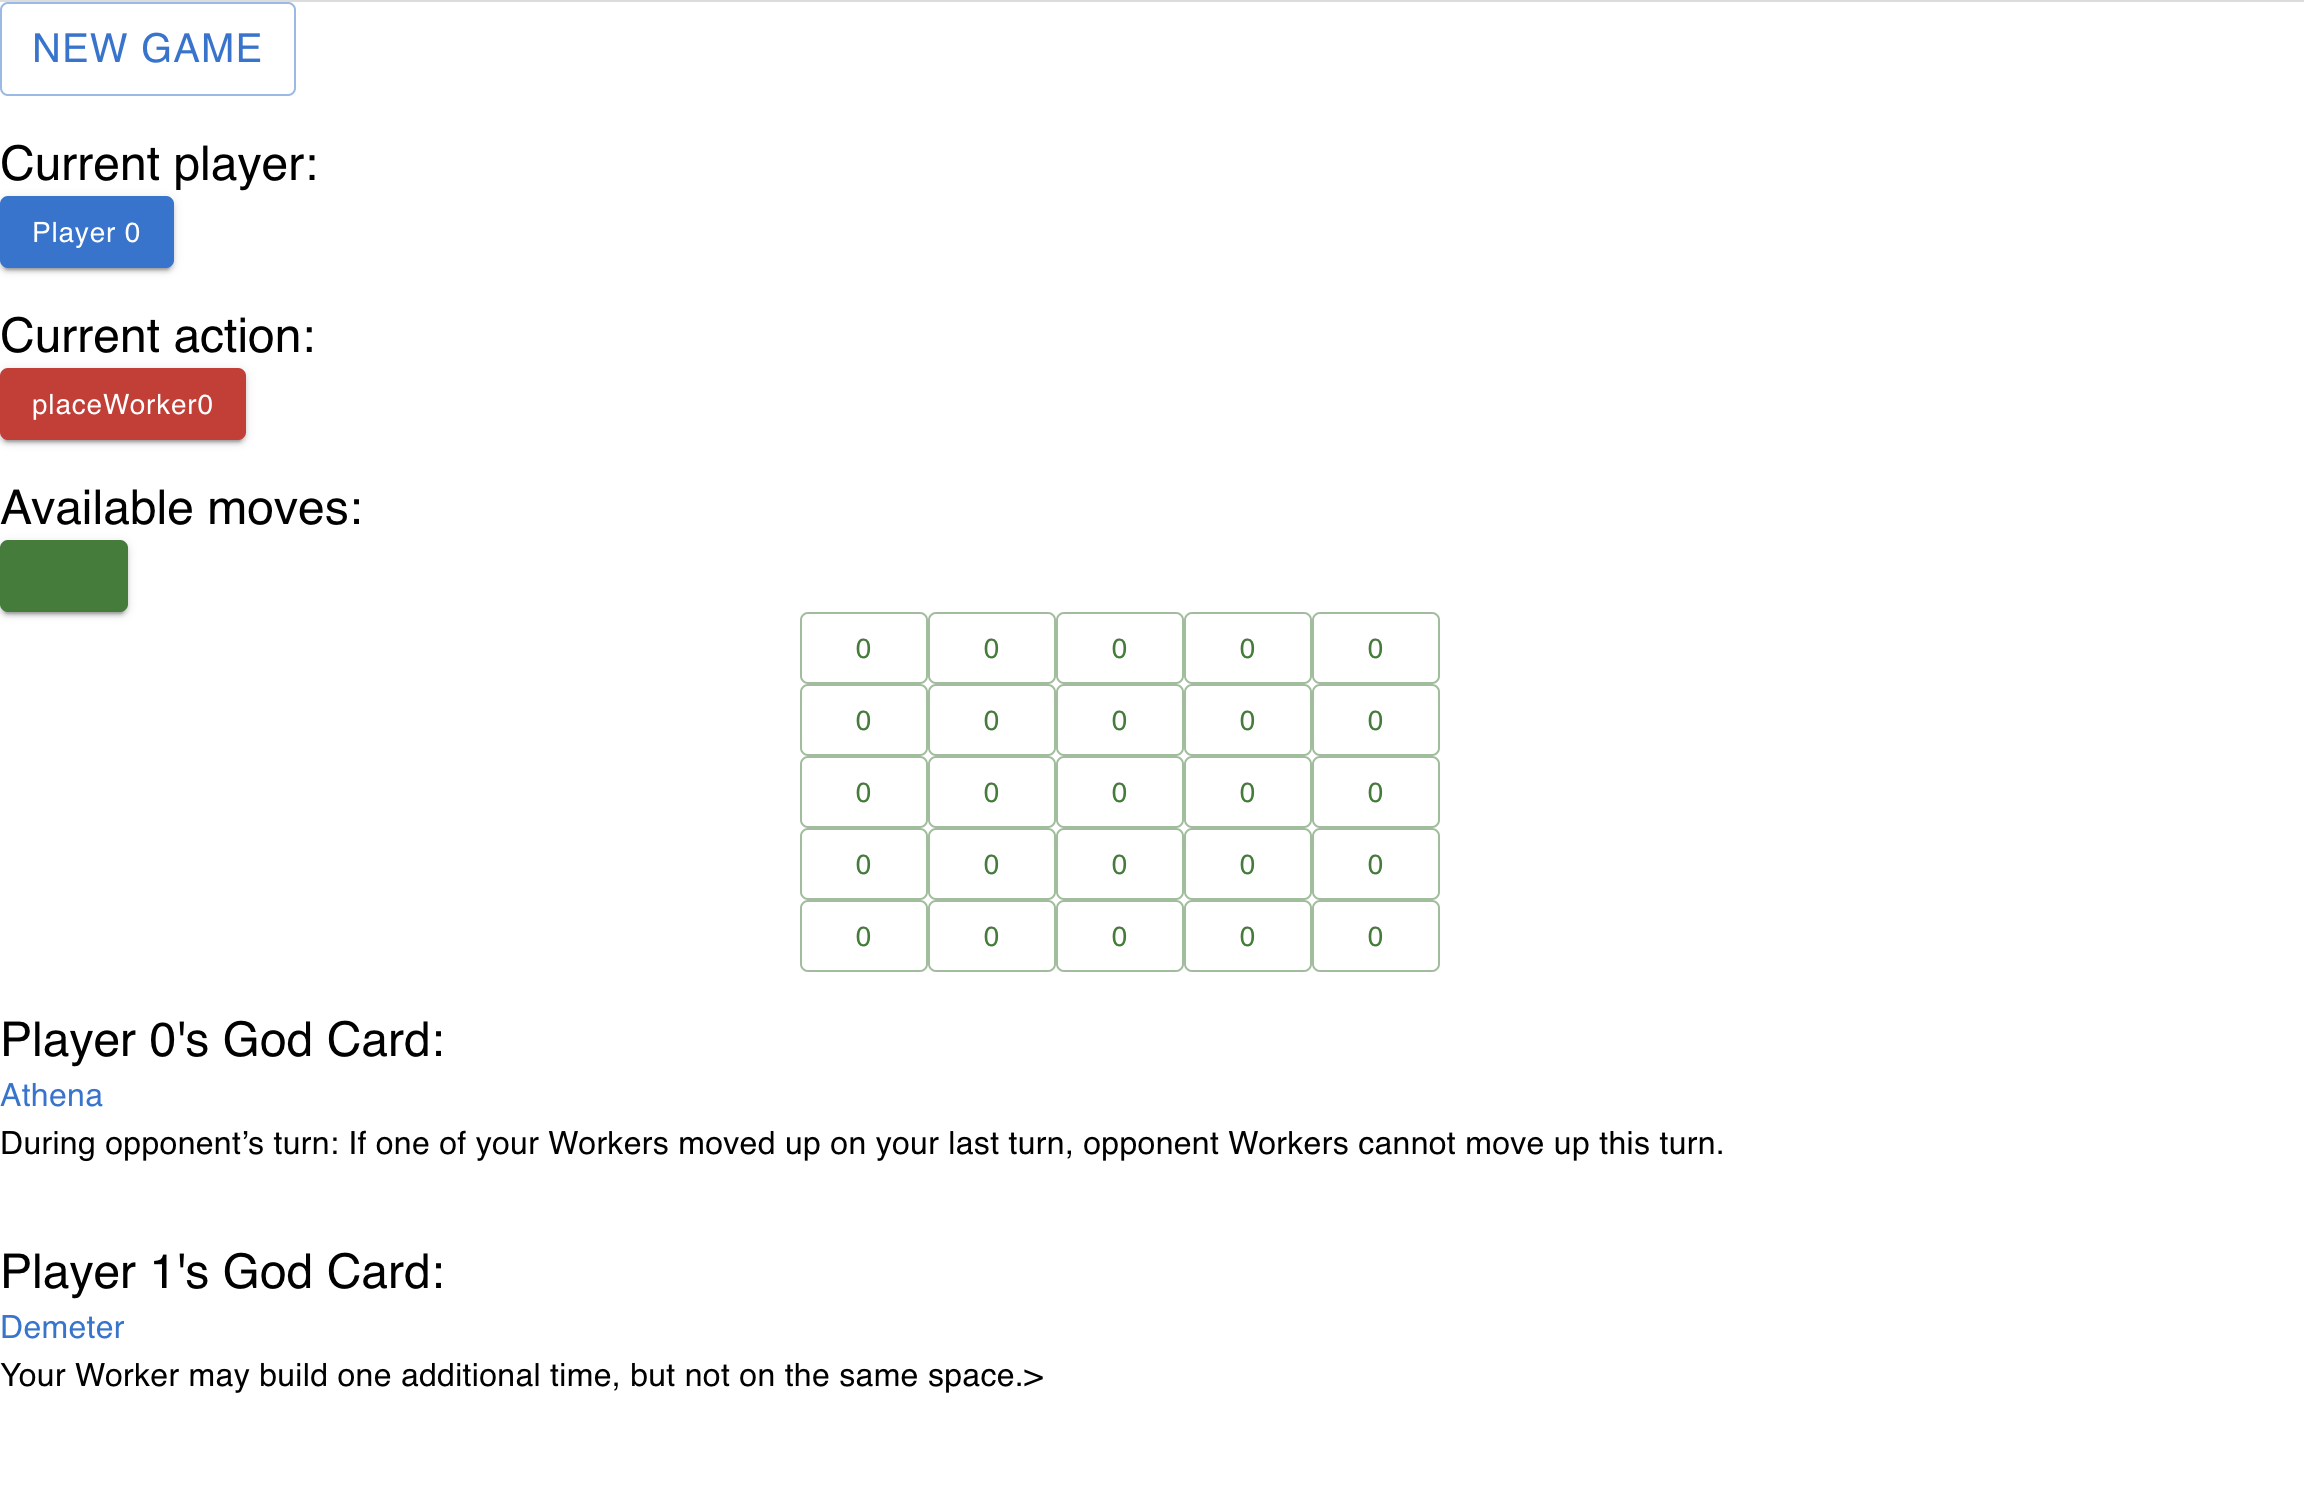 NEW GAME
Current player:
Player 0
Current action:
placeWorker0
Available moves:
0 0 0 0 0
0 0 0 0 0
0 0 0 0 0
0 0 0 0 0
0 0 0 0 0
Player 0's God Card:
Athena
During opponent’s turn: If one of your Workers moved up on your last turn, opponent Workers cannot move up this turn.
Player 1's God Card:
Demeter
Your Worker may build one additional time, but not on the same space.>